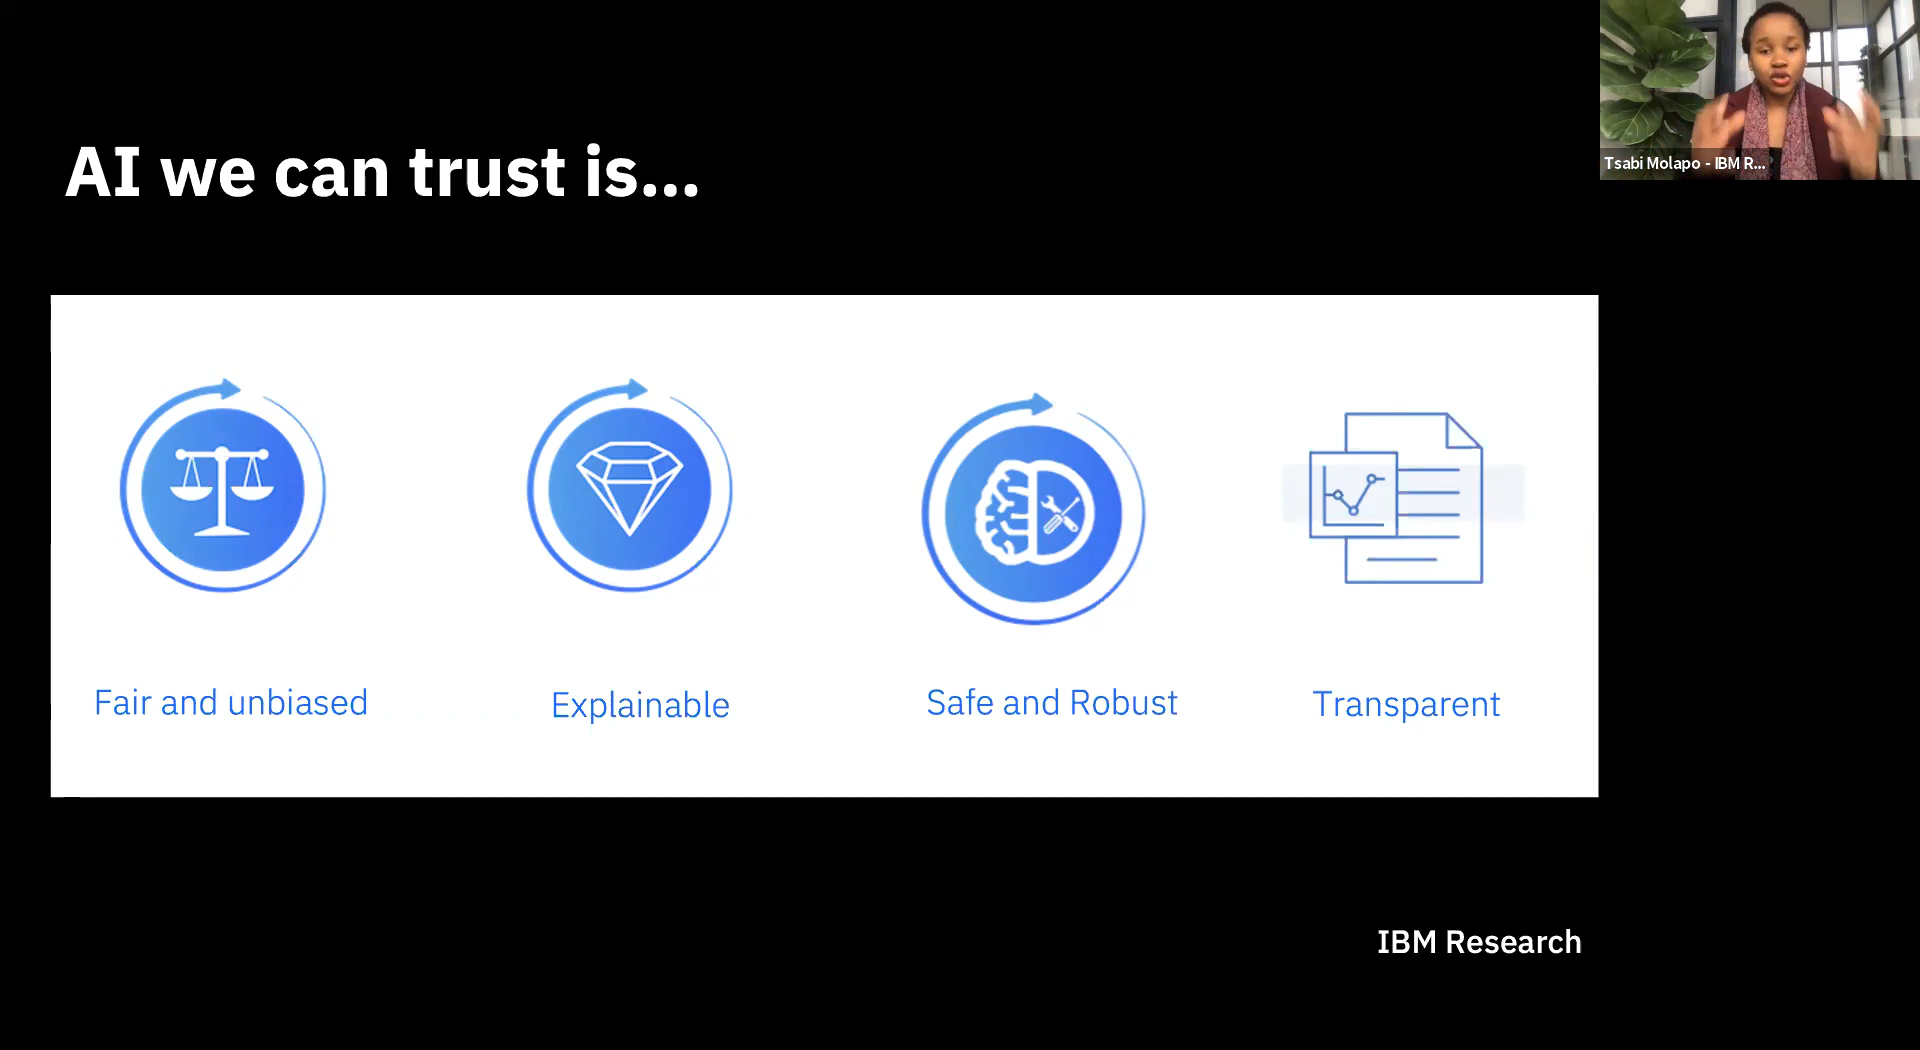 AI we can trust is...
Tsabi Molapo - IBM R...
Fair and unbiased
Explainable
Safe and Robust
Transparent
IBM Research